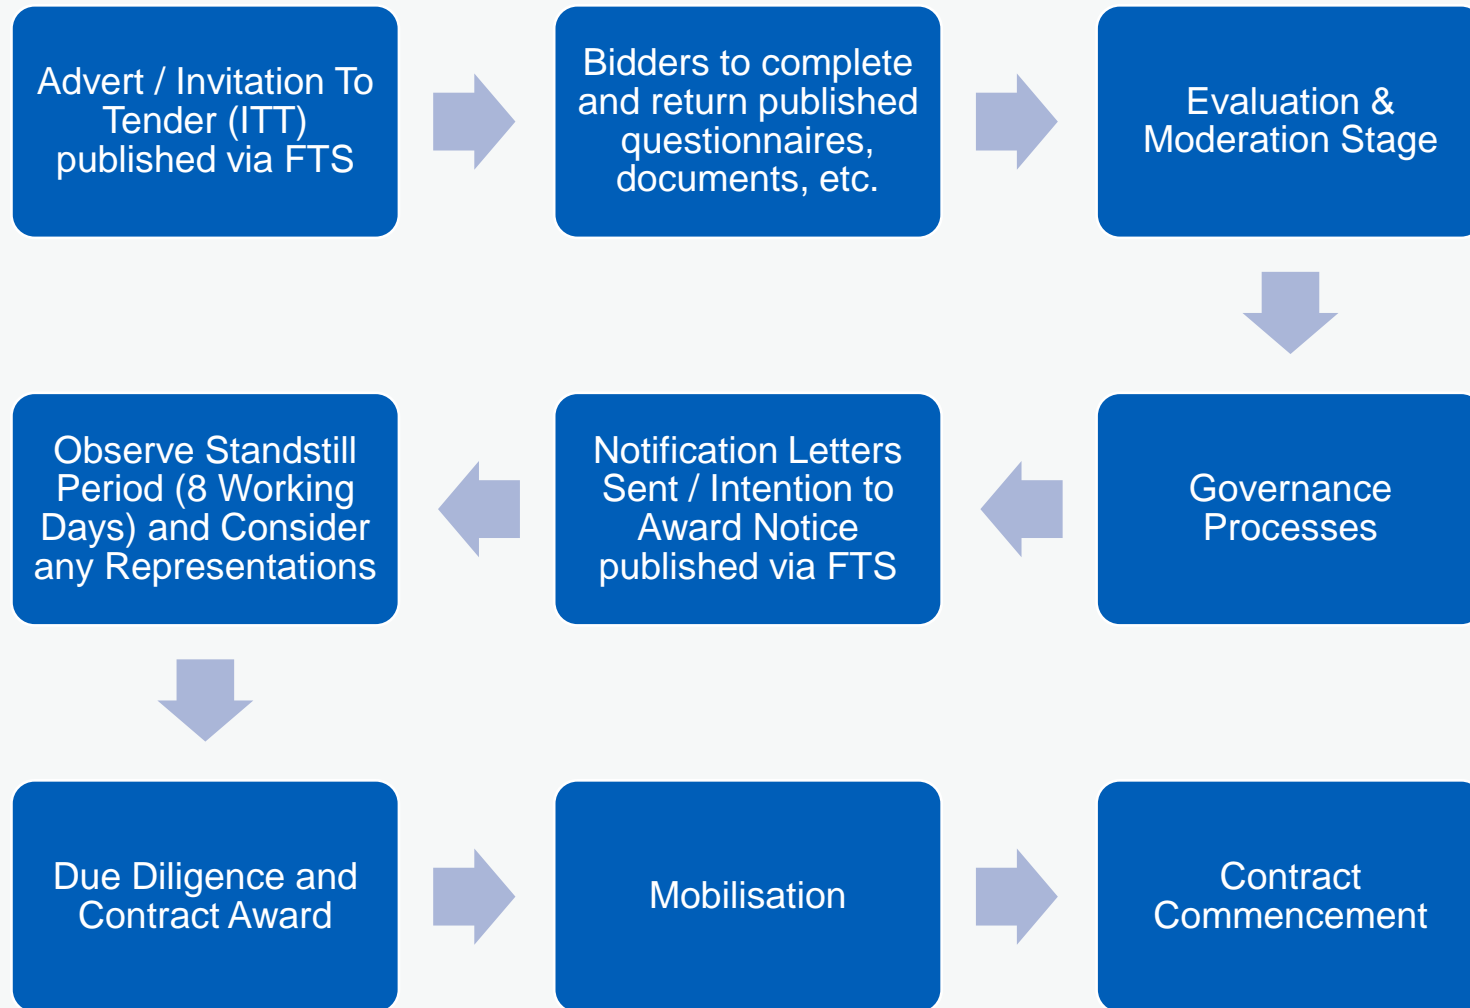 Advert / Invitation To
Tender (ITT)
published via FTS
Bidders to complete
and return published
questionnaires,
documents, etc.
Evaluation &
Moderation Stage
Governance
Processes
Notification Letters
Sent / Intention to
Award Notice
published via FTS
Observe Standstill
Period (8 Working
Days) and Consider
any Representations
Due Diligence and
Contract Award
Mobilisation
Contract
Commencement